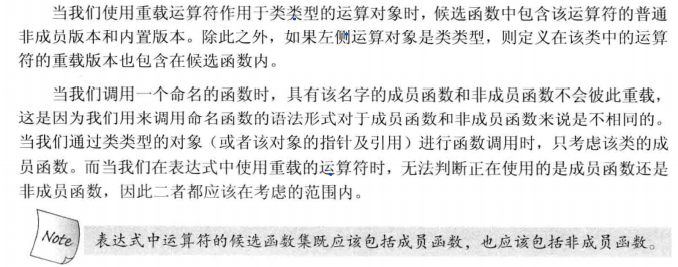 当我们使用重载运算符作用于类类型的运算对象时，候选函数中包含该运算符的普通
非成员版本和内置版本。除此之外，如果左侧运算对象是类类型，则定义在该类中的运算
符的重载版本也包含在候选函数内。
当我们调用一个命名的函数时，具有该名字的成员函数和非成员函数不会彼此重载，
这是因为我们用来调用命名函数的语法形式对于成员函数和非成员函数来说是不相同的。
当我们通过类类型的对象（或者该对象的指针及引用）进行函数调用时，只考虑该类的成
员函数。而当我们在表达式中使用重载的运算符时，无法判断正在使用的是成员函数还是
非成员函数，因此二者都应该在考虑的范围内。
Note 表达式中运算符的候选函数集既应该包括成员函数，也应该包括非成员函数。